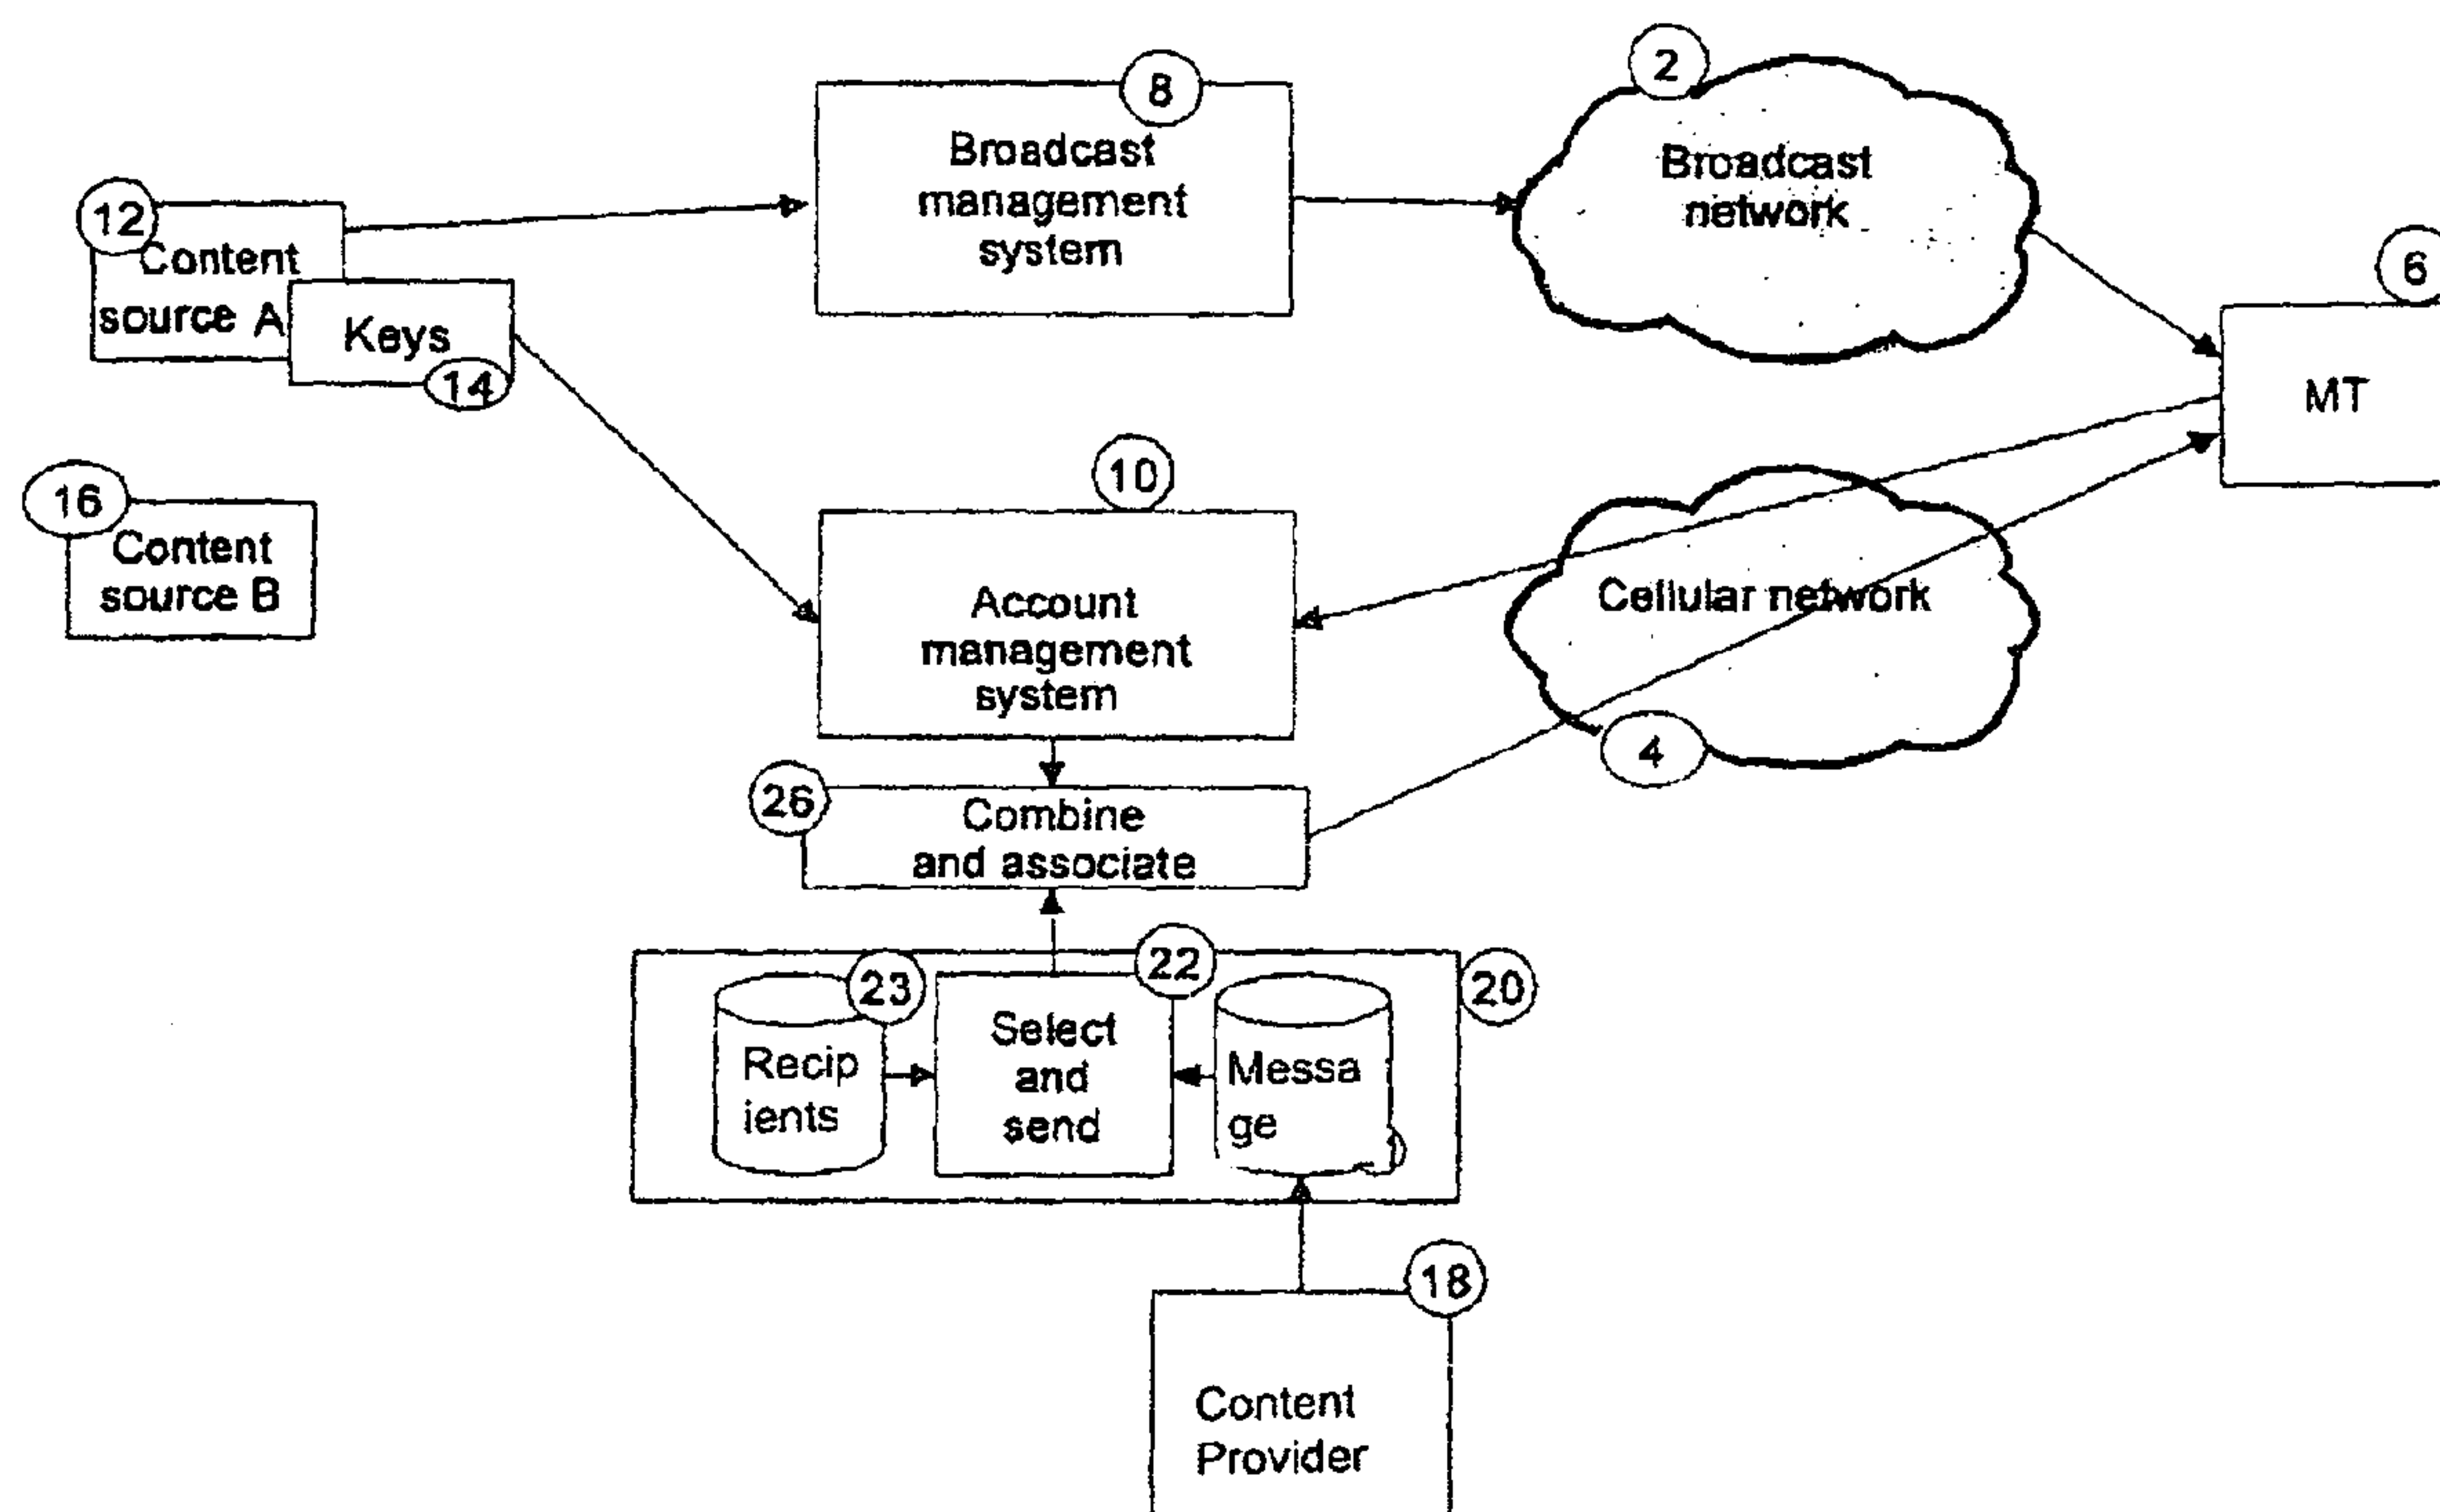 2
8
Broadcast
management
system
Broadcast
network
12
Content
source A
Keys
14
6
MT
16
Content
source B
10
Account
management
system
Cellular network
4
26
Combine
and associate
23
22
20
Recip
ients
Select
and
send
Messa
ge
18
Content
Provider